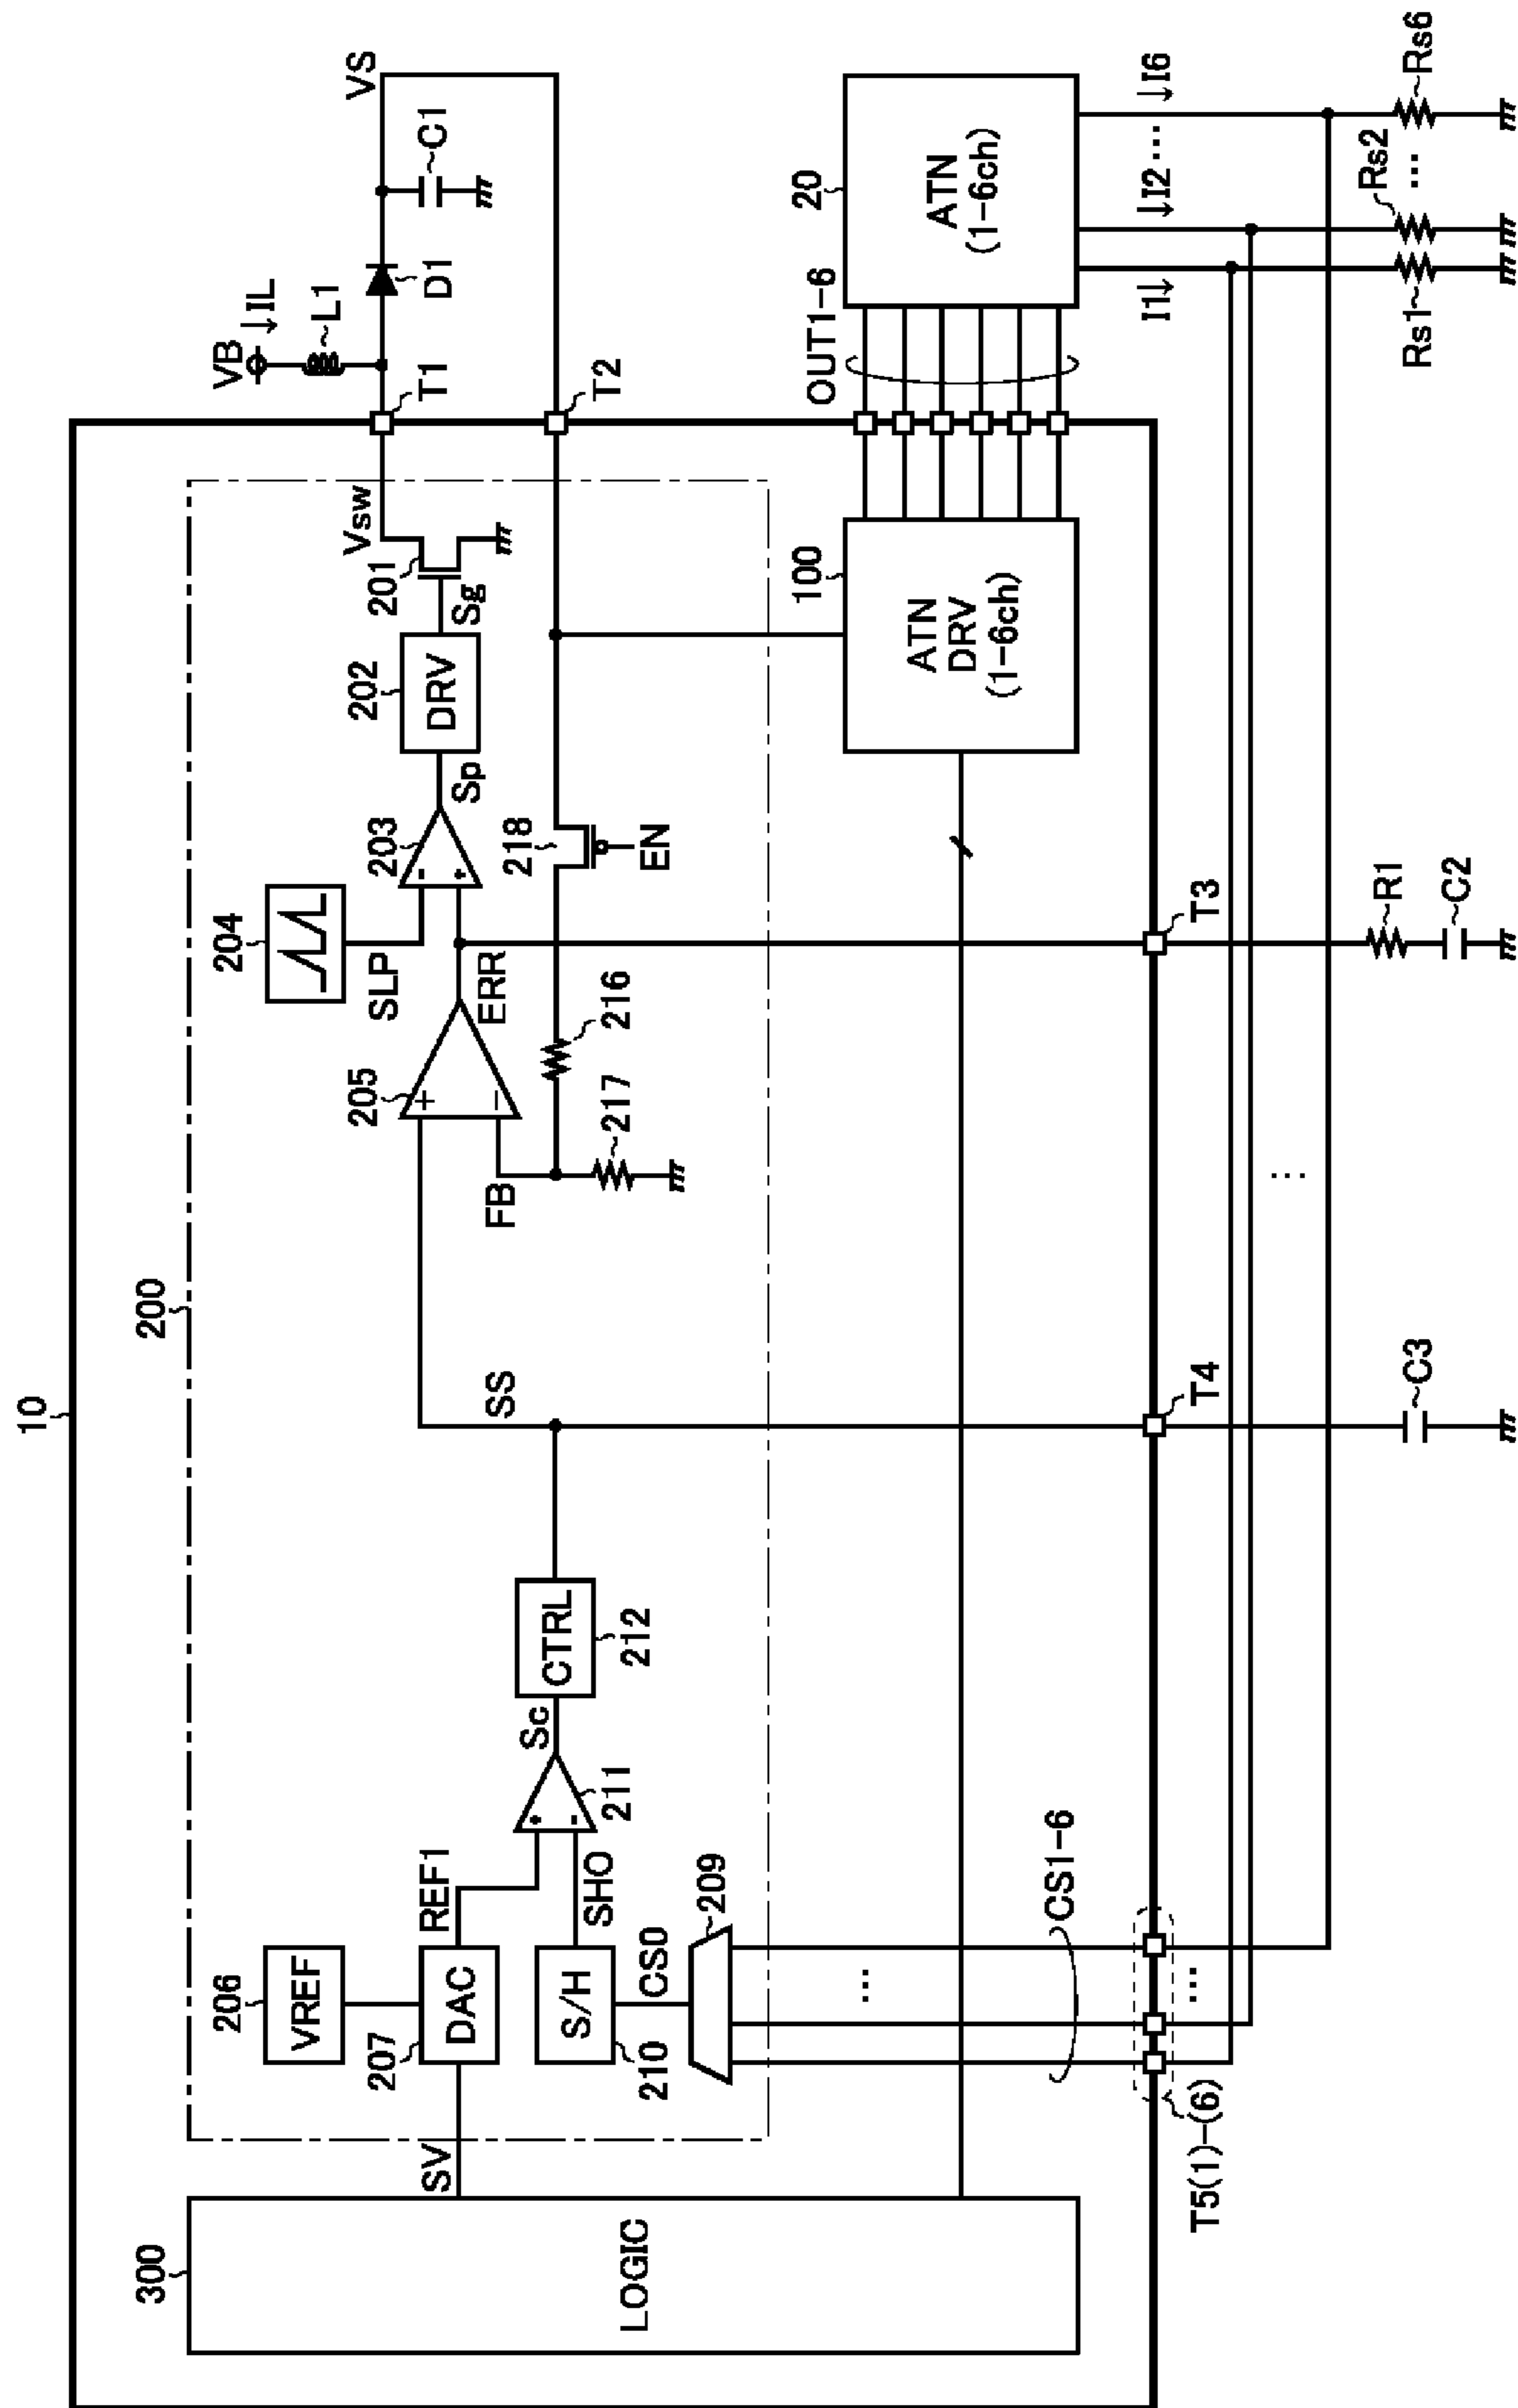 10
200
300
LOGIC
SV
206
VREF
207
DAC
REF1
S/H
210
SHO
CS0
209
+
-
211
Sc
CTRL
212
SS
205
+
−
FB
ERR
217
216
204
SLP
203
-
+
Sp
202
DRV
Sg
201
Vsw
218
EN
T1
T2
VB
↓IL
L1
D1
C1
VS
100
ATN
DRV
(1-6ch)
OUT1-6
20
ATN
(1-6ch)
I1↓
↓I2 ...
↓I6
Rs1
Rs2
...
Rs6
T3
R1
C2
T4
C3
...
CS1-6
...
...
T5(1)-(6)